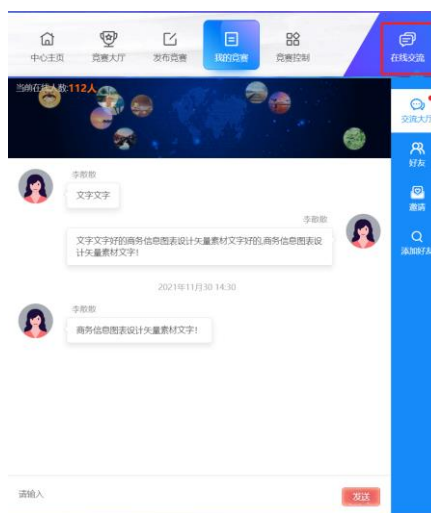 中心主页
竞赛大厅
发布竞赛
我的竞赛
竞赛控制
在线交流
当前在线人数:112人
交流大厅
好友
邀请
添加好友
李散散
文字文字
李散散
文字文字好的商务信息图表设计矢量素材文字好的,商务信息图表设
计矢量素材文字!
2021年11月30 14:30
李散散
商务信息图表设计矢量素材文字!
请输入
发送